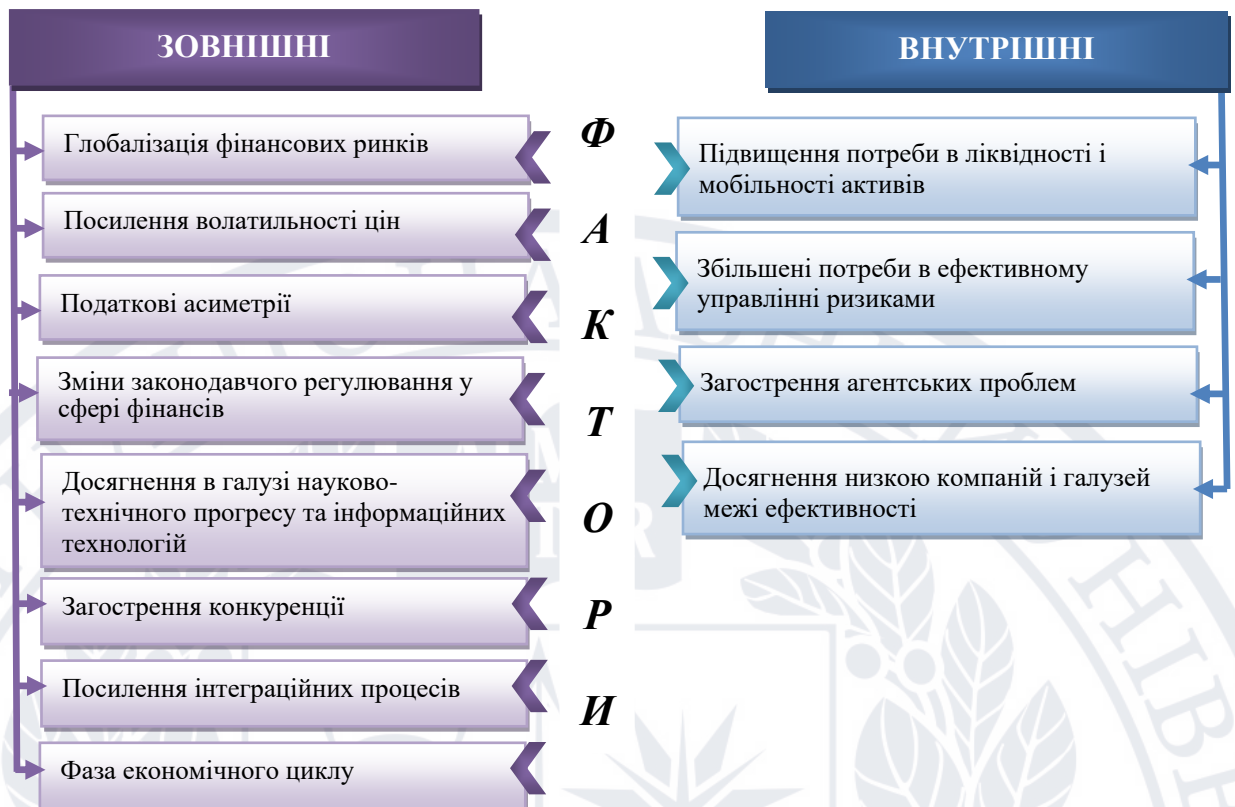 ЗОВНІШНІ
Глобалізація фінансових ринків
Посилення волатильності цін
Податкові асиметрії
Зміни законодавчого регулювання у
сфері фінансів
Досягнення в галузі науково-
технічного прогресу та інформаційних
технологій
Загострення конкуренції
Посилення інтеграційних процесів
Фаза економічного циклу
Ф
А
К
Т
О
Р
И
ВНУТРІШНІ
Підвищення потреби в ліквідності і
мобільності активів
Збільшені потреби в ефективному
управлінні ризиками
Загострення агентських проблем
Досягнення низкою компаній і галузей
межі ефективності